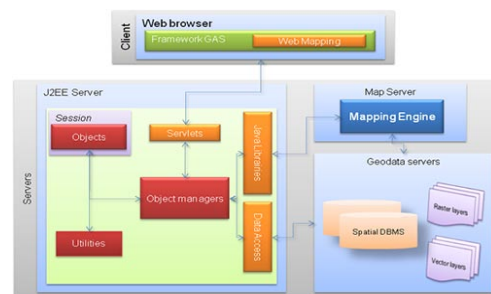 Client
Web browser
Framework GAS
Web Mapping
Servers
J2EE Server
Session
Objects
Servlets
Object managers
Utilities
Java Librairies
Data Access
Map Server
Mapping Engine
Geodata servers
Spatial DBMS
Raster layers
Vector layers